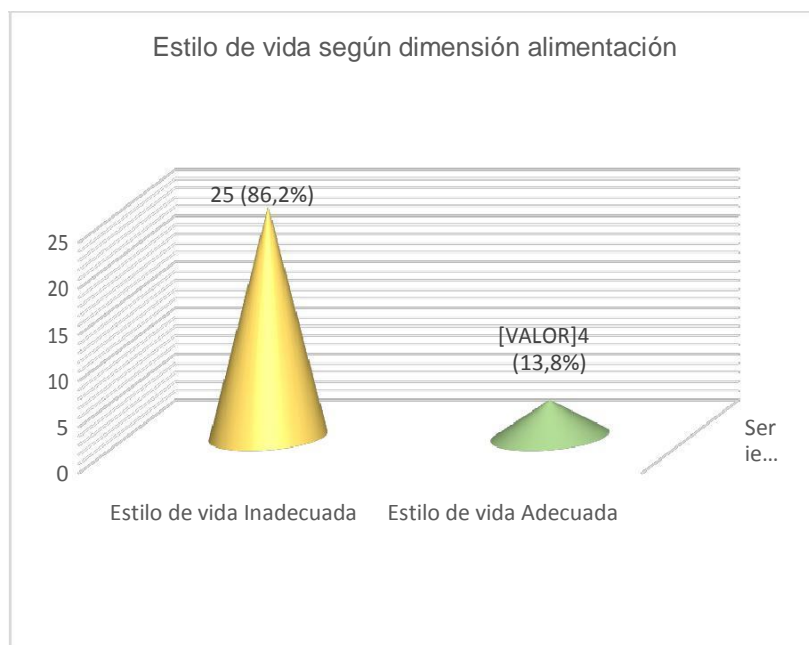 Estilo de vida según dimensión alimentación
25 (86,2%)
[VALOR]4
(13,8%)
25
20
15
10
5
0
Ser
ie...
Estilo de vida Inadecuada
Estilo de vida Adecuada